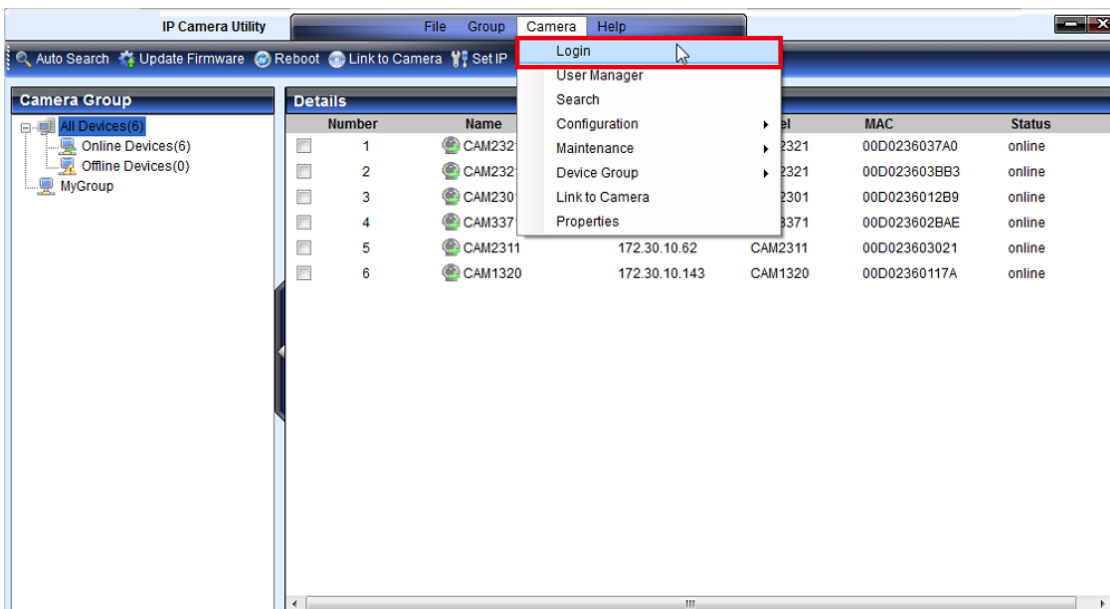 IP Camera Utility
File Group Camera Help
Auto Search Update Firmware Reboot Link to Camera Set IP
Login
User Manager
Search
Configuration
Maintenance
Device Group
Link to Camera
Properties
Camera Group
All Devices(6)
Online Devices(6)
Offline Devices(0)
MyGroup
Details
Number Name MAC Status
1 00D0236037A0 online
2 00D023603BB3 online
3 00D0236012B9 online
4 00D023602BAE online
5 CAM2311 172.30.10.62 CAM2311 00D023603021 online
6 CAM1320 172.30.10.143 CAM1320 00D02360117A online